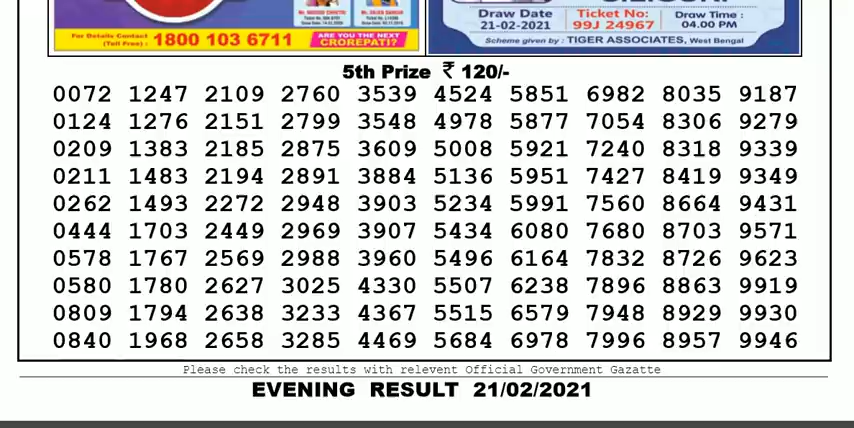 Draw Date
21-02-2021
Ticket No:
99J 24967
Draw Time :
04.00 PM
Scheme given by : TIGER ASSOCIATES, West Bengal
For Details Contact
(Toll Free) : 1800 103 6711
ARE YOU THE NEXT
CROREPATI?
5th Prize ₹ 120/-
0072 1247 2109 2760 3539 4524 5851 6982 8035 9187
0124 1276 2151 2799 3548 4978 5877 7054 8306 9279
0209 1383 2185 2875 3609 5008 5921 7240 8318 9339
0211 1483 2194 2891 3884 5136 5951 7427 8419 9349
0262 1493 2272 2948 3903 5234 5991 7560 8664 9431
0444 1703 2449 2969 3907 5434 6080 7680 8703 9571
0578 1767 2569 2988 3960 5496 6164 7832 8726 9623
0580 1780 2627 3025 4330 5507 6238 7896 8863 9919
0809 1794 2638 3233 4367 5515 6579 7948 8929 9930
0840 1968 2658 3285 4469 5684 6978 7996 8957 9946
Please check the results with relevent Official Government Gazatte
EVENING RESULT 21/02/2021